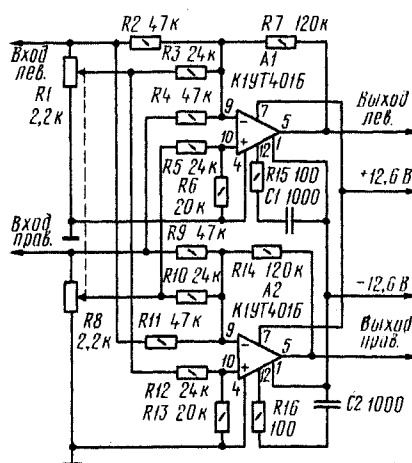 R2 47к
R7 120к
Вход
лев.
R3 24к
A1
К1УТ401Б
R1
2,2к
R4 47к
9
7
5
Выход
лев.
10
4
12
1
R5 24к
R6
20к
R15 100
C1 1000
+12,6 В
Вход
прав.
R9
47к
R10 24к
R14 120к
A2
К1УТ401Б
−12,6 В
R8
2,2к
R11 47к
9
7
5
Выход
прав.
10
4
12
1
R12 24к
R13 20к
R16
100
C2 1000